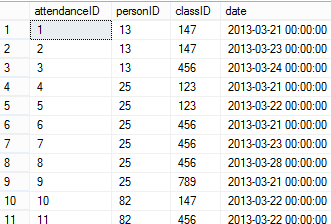 attendanceID personID classID date
1 1 13 147 2013-03-21 00:00:00
2 2 13 147 2013-03-22 00:00:00
3 3 13 456 2013-03-24 00:00:00
4 4 25 123 2013-03-21 00:00:00
5 5 25 123 2013-03-22 00:00:00
6 6 25 456 2013-03-21 00:00:00
7 7 25 456 2013-03-23 00:00:00
8 8 25 456 2013-03-28 00:00:00
9 9 25 789 2013-03-21 00:00:00
10 10 82 147 2013-03-22 00:00:00
11 11 82 456 2013-03-22 00:00:00